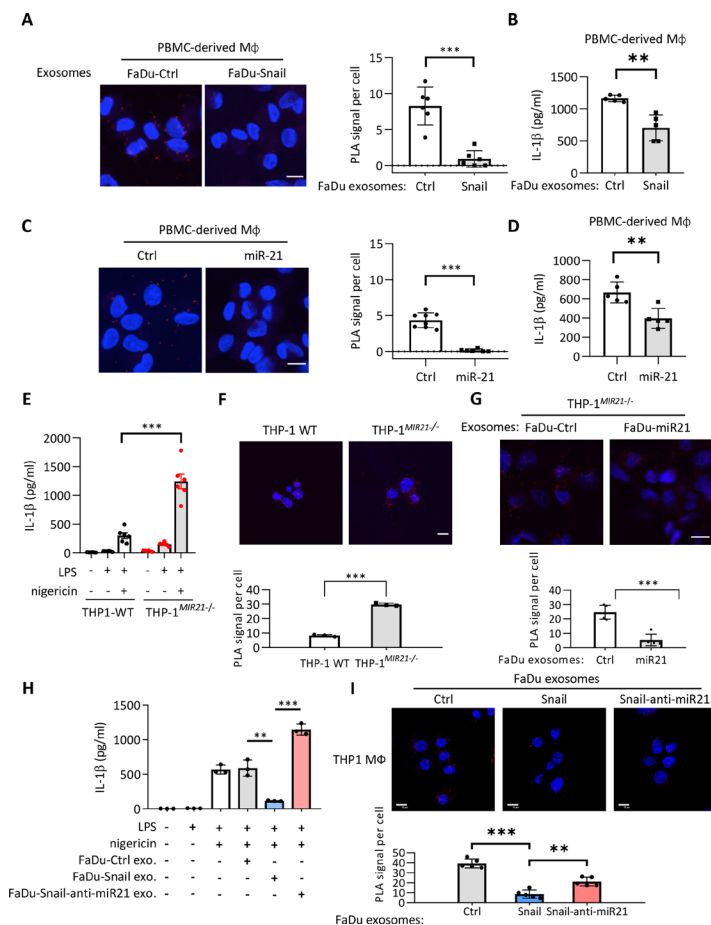 A
PBMC-derived Mϕ
Exosomes
FaDu-Ctrl
FaDu-Snail
PLA signal per cell
15
10
5
0
***
Ctrl
Snail
FaDu exosomes:
B
PBMC-derived Mϕ
**
IL-1β (pg/ml)
1500
1000
500
0
Ctrl
Snail
FaDu exosomes:
C
PBMC-derived Mϕ
Ctrl
miR-21
PLA signal per cell
15
10
5
0
***
Ctrl
miR-21
D
PBMC-derived Mϕ
**
IL-1β (pg/ml)
800
600
400
200
0
Ctrl
miR-21
E
***
IL-1β (pg/ml)
2000
1500
1000
500
0
LPS - + + - + +
nigericin - - + - - +
THP1-WT
THP-1MIR21-/-
F
THP-1 WT
THP-1MIR21-/-
PLA signal per cell
40
30
20
10
0
***
THP-1 WT
THP-1MIR21-/-
G
THP-1MIR21-/-
Exosomes:
FaDu-Ctrl
FaDu-miR21
PLA signal per cell
40
30
20
10
0
***
Ctrl
miR21
FaDu exosomes:
H
***
**
IL-1β (pg/ml)
1500
1000
500
0
LPS - + + + + +
nigericin - - + + + +
FaDu-Ctrl exo. - - - + - -
FaDu-Snail exo. - - - - + -
FaDu-Snail-anti-miR21 exo. - - - - - +
I
FaDu exosomes
Ctrl
Snail
Snail-anti-miR21
THP1 MΦ
PLA signal per cell
50
40
30
20
10
0
***
**
Ctrl
Snail
Snail-anti-miR21
FaDu exosomes: